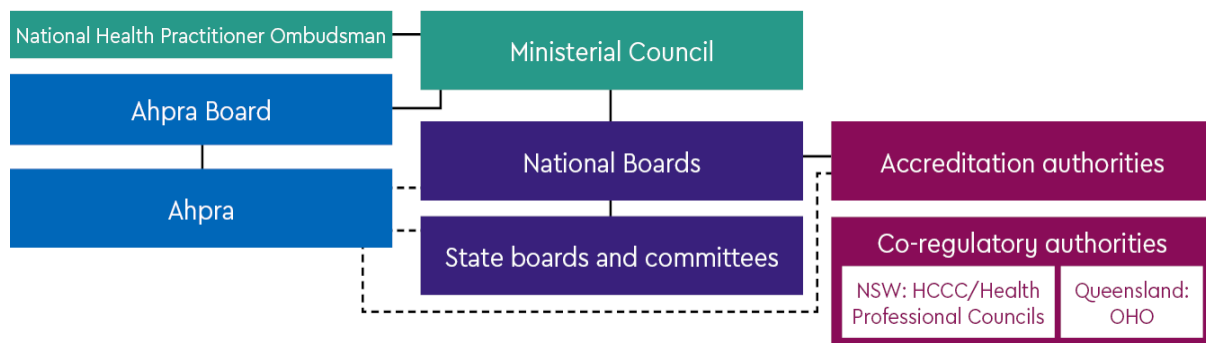 National Health Practitioner Ombudsman
Ministerial Council
Ahpra Board
National Boards
Accreditation authorities
Ahpra
State boards and committees
Co-regulatory authorities
NSW: HCCC/Health
Professional Councils
Queensland:
OHO